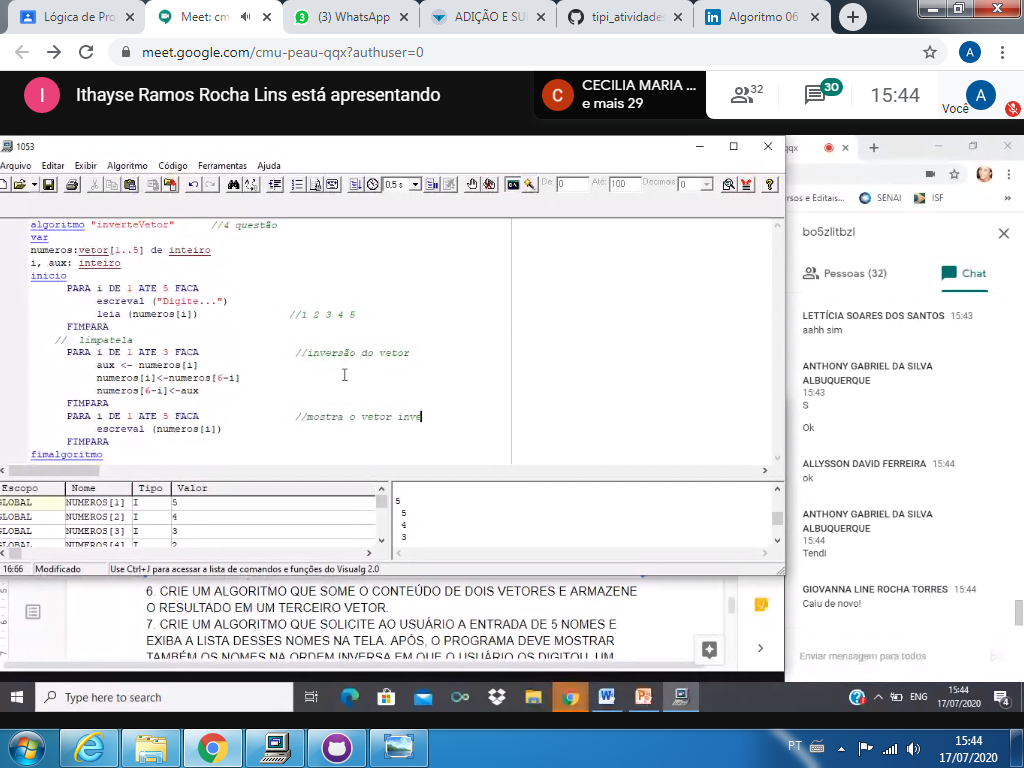 Lógica de Pro
Meet: cm
(3) WhatsApp
ADIÇÃO E SU
tipi_atividade
Algoritmo 06
meet.google.com/cmu-peau-qqx?authuser=0
A
I
Ithayse Ramos Rocha Lins está apresentando
C
CECILIA MARIA ...
e mais 29
32
30
15:44
Você
A
1053
Arquivo Editar Exibir Algoritmo Código Ferramentas Ajuda
0,5 s
De: 0 Até: 100 Decimais 0
algoritmo "inverteVetor" //4 questão
var
numeros:vetor[1..5] de inteiro
i, aux: inteiro
inicio
PARA i DE 1 ATE 5 FACA
escreval ("Digite...")
leia (numeros[i]) //1 2 3 4 5
FIMPARA
// limpatela
PARA i DE 1 ATE 3 FACA //inversão do vetor
aux <- numeros[i]
numeros[i]<-numeros[6-i]
numeros[6-i]<-aux
FIMPARA
PARA i DE 1 ATE 5 FACA //mostra o vetor inve
escreval (numeros[i])
FIMPARA
fimalgoritmo
Escopo Nome Tipo Valor
GLOBAL NUMEROS[1] I 5
GLOBAL NUMEROS[2] I 4
GLOBAL NUMEROS[3] I 3
GLOBAL NUMEROS[4] I 2
5
5
4
3
16:66 Modificado Use Ctrl+J para acessar a lista de comandos e funções do Visualg 2.0
6. CRIE UM ALGORITMO QUE SOME O CONTEÚDO DE DOIS VETORES E ARMAZENE
O RESULTADO EM UM TERCEIRO VETOR.
7. CRIE UM ALGORITMO QUE SOLICITE AO USUÁRIO A ENTRADA DE 5 NOMES E
EXIBA A LISTA DESSES NOMES NA TELA. APÓS, O PROGRAMA DEVE MOSTRAR
TAMBÉM OS NOMES NA ORDEM INVERSA EM QUE O USUÁRIO OS DIGITOU, UM
qqx
rsos e Editais...
SENAI
ISF
»
bo5zlitbzl
Pessoas (32)
Chat
LETTÍCIA SOARES DOS SANTOS 15:43
aahh sim
ANTHONY GABRIEL DA SILVA
ALBUQUERQUE
15:43
S
Ok
ALLYSSON DAVID FERREIRA 15:44
ok
ANTHONY GABRIEL DA SILVA
ALBUQUERQUE
15:44
Tendi
GIOVANNA LINE ROCHA TORRES 15:44
Caiu de novo!
Enviar mensagem para todos
Type here to search
ENG
15:44
17/07/2020
4
PT
15:44
17/07/2020